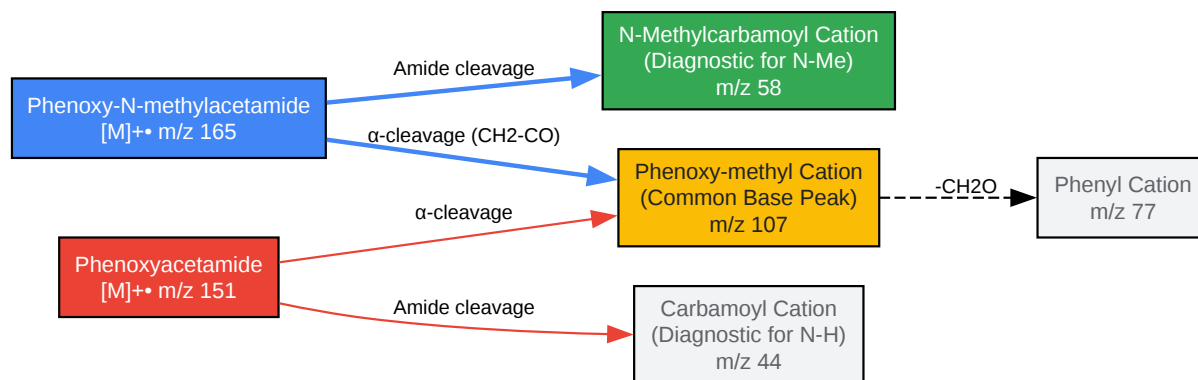 N-Methylcarbamoyl Cation
(Diagnostic for N-Me)
m/z 58
Amide cleavage
Phenoxy-N-methylacetamide
[M]+• m/z 165
α-cleavage (CH2-CO)
Phenoxy-methyl Cation
(Common Base Peak)
m/z 107
-CH2O
Phenyl Cation
m/z 77
α-cleavage
Phenoxyacetamide
[M]+• m/z 151
Amide cleavage
Carbamoyl Cation
(Diagnostic for N-H)
m/z 44